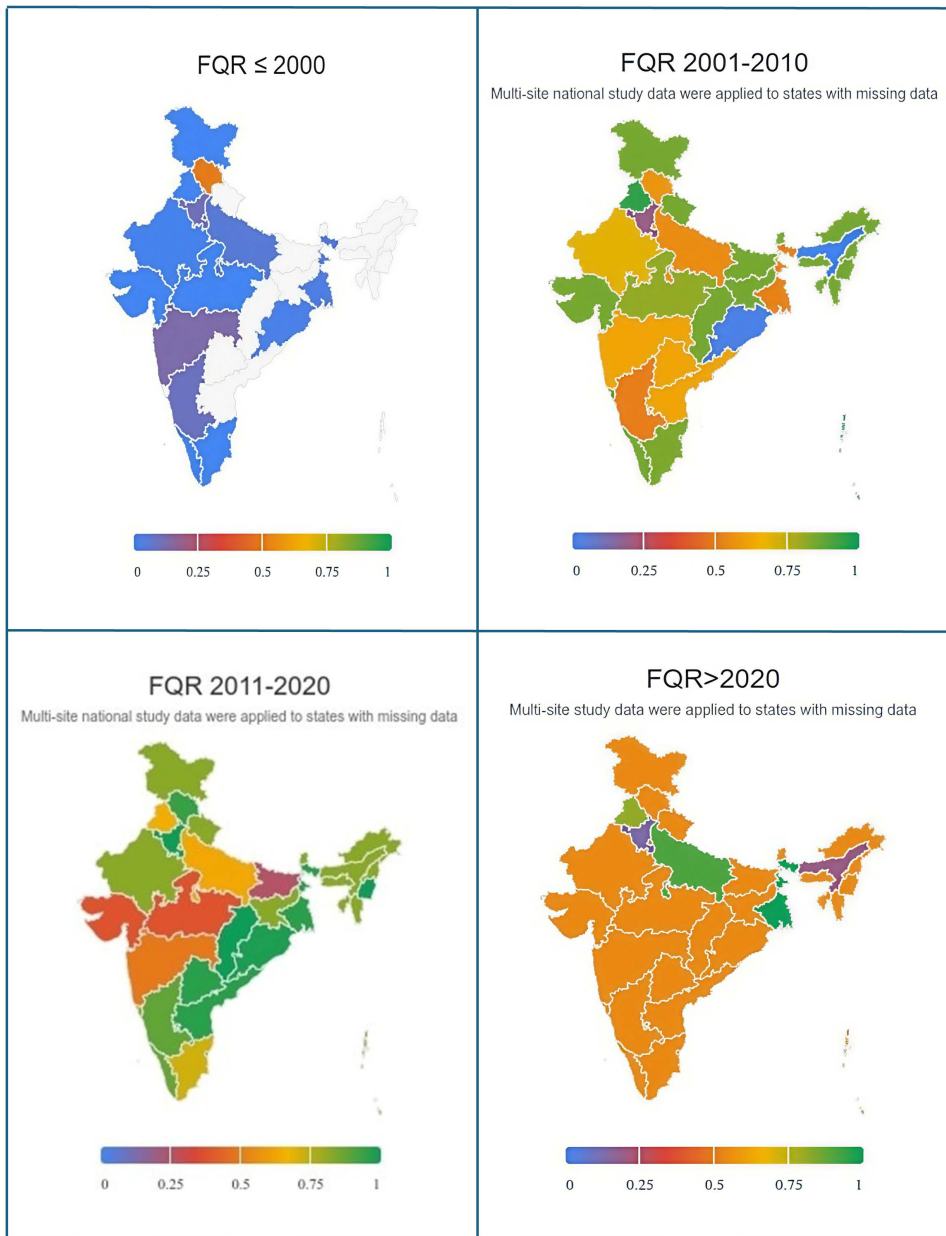 FQR ≤ 2000
0 0.25 0.5 0.75 1
FQR 2001-2010
Multi-site national study data were applied to states with missing data
0 0.25 0.5 0.75 1
FQR 2011-2020
Multi-site national study data were applied to states with missing data
0 0.25 0.5 0.75 1
FQR>2020
Multi-site study data were applied to states with missing data
0 0.25 0.5 0.75 1